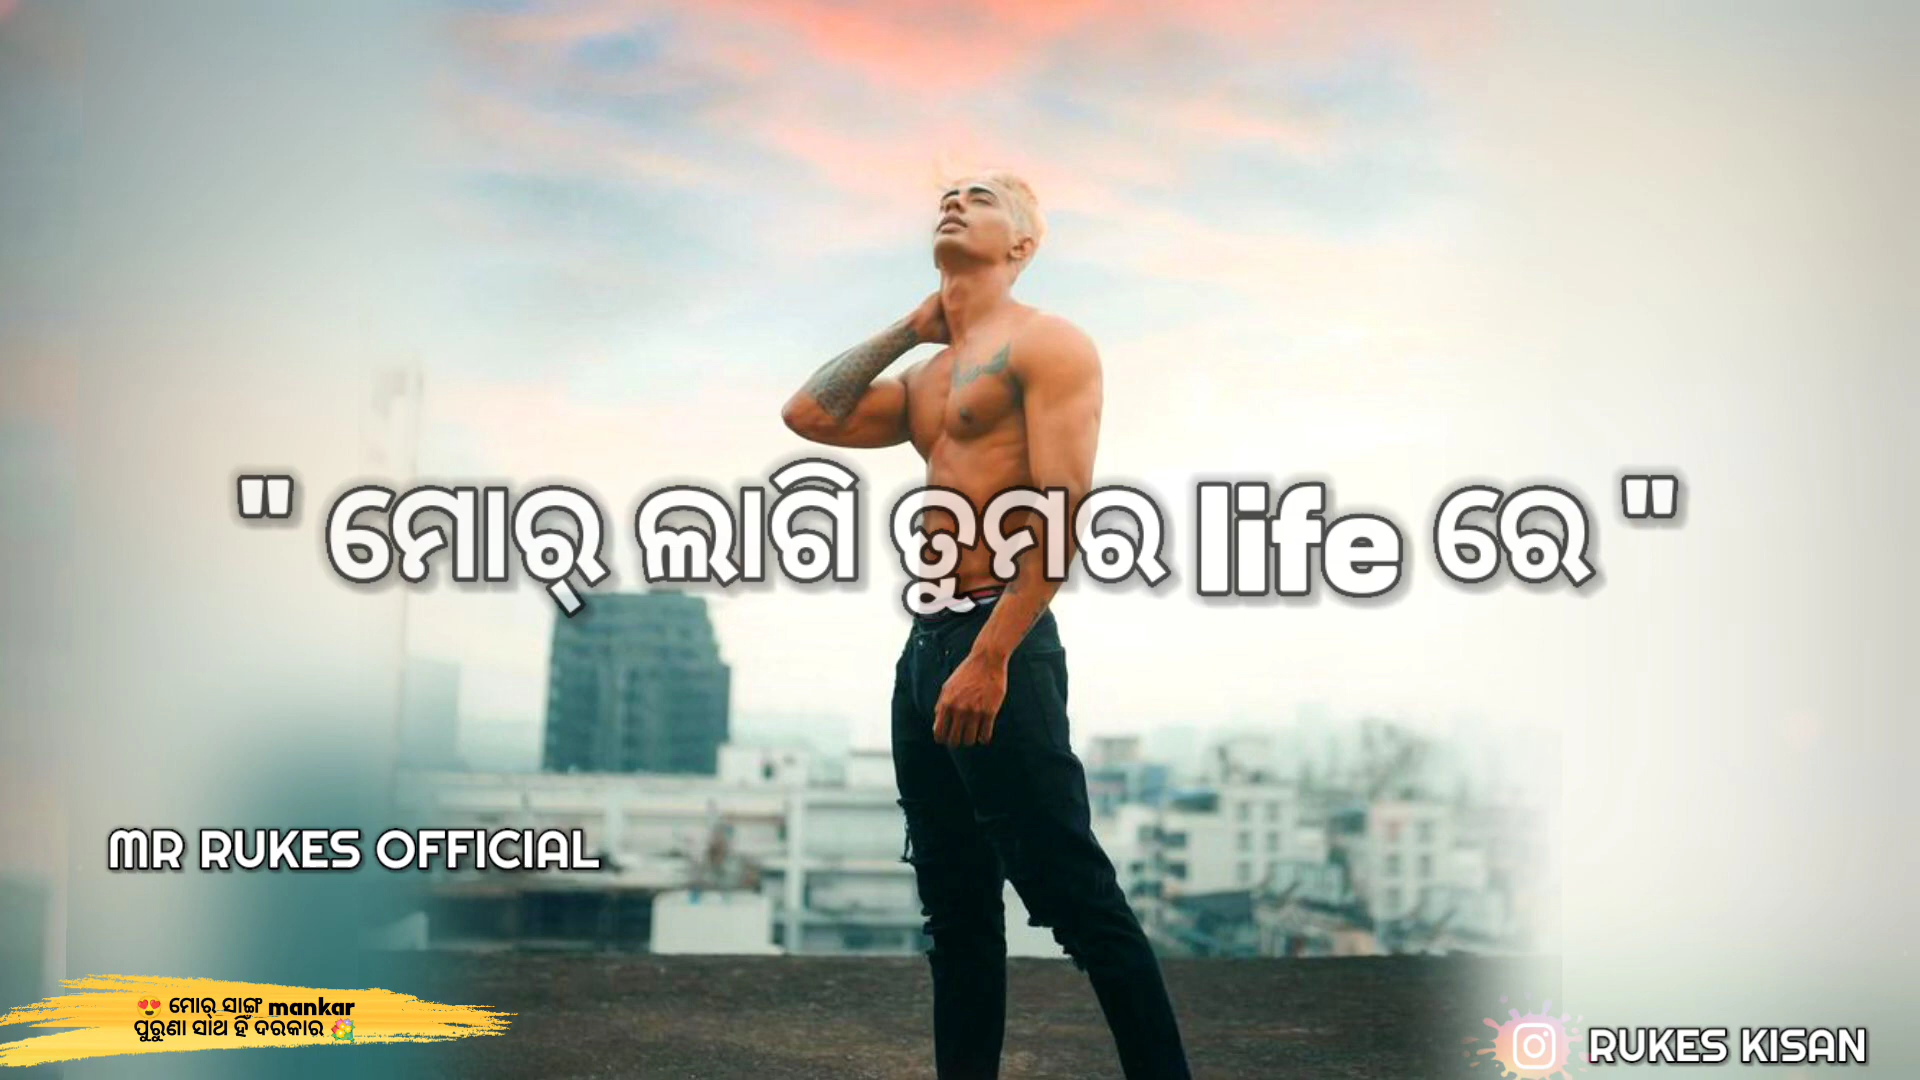 " ମୋର୍ ଲାଗି ତୁମର life ରେ "
MR RUKES OFFICIAL
😍 ମୋର୍ ସାଙ୍ଗ mankar
ପୁରୁଣା ସାଥ ହିଁ ଦରକାର 💐
RUKES KISAN